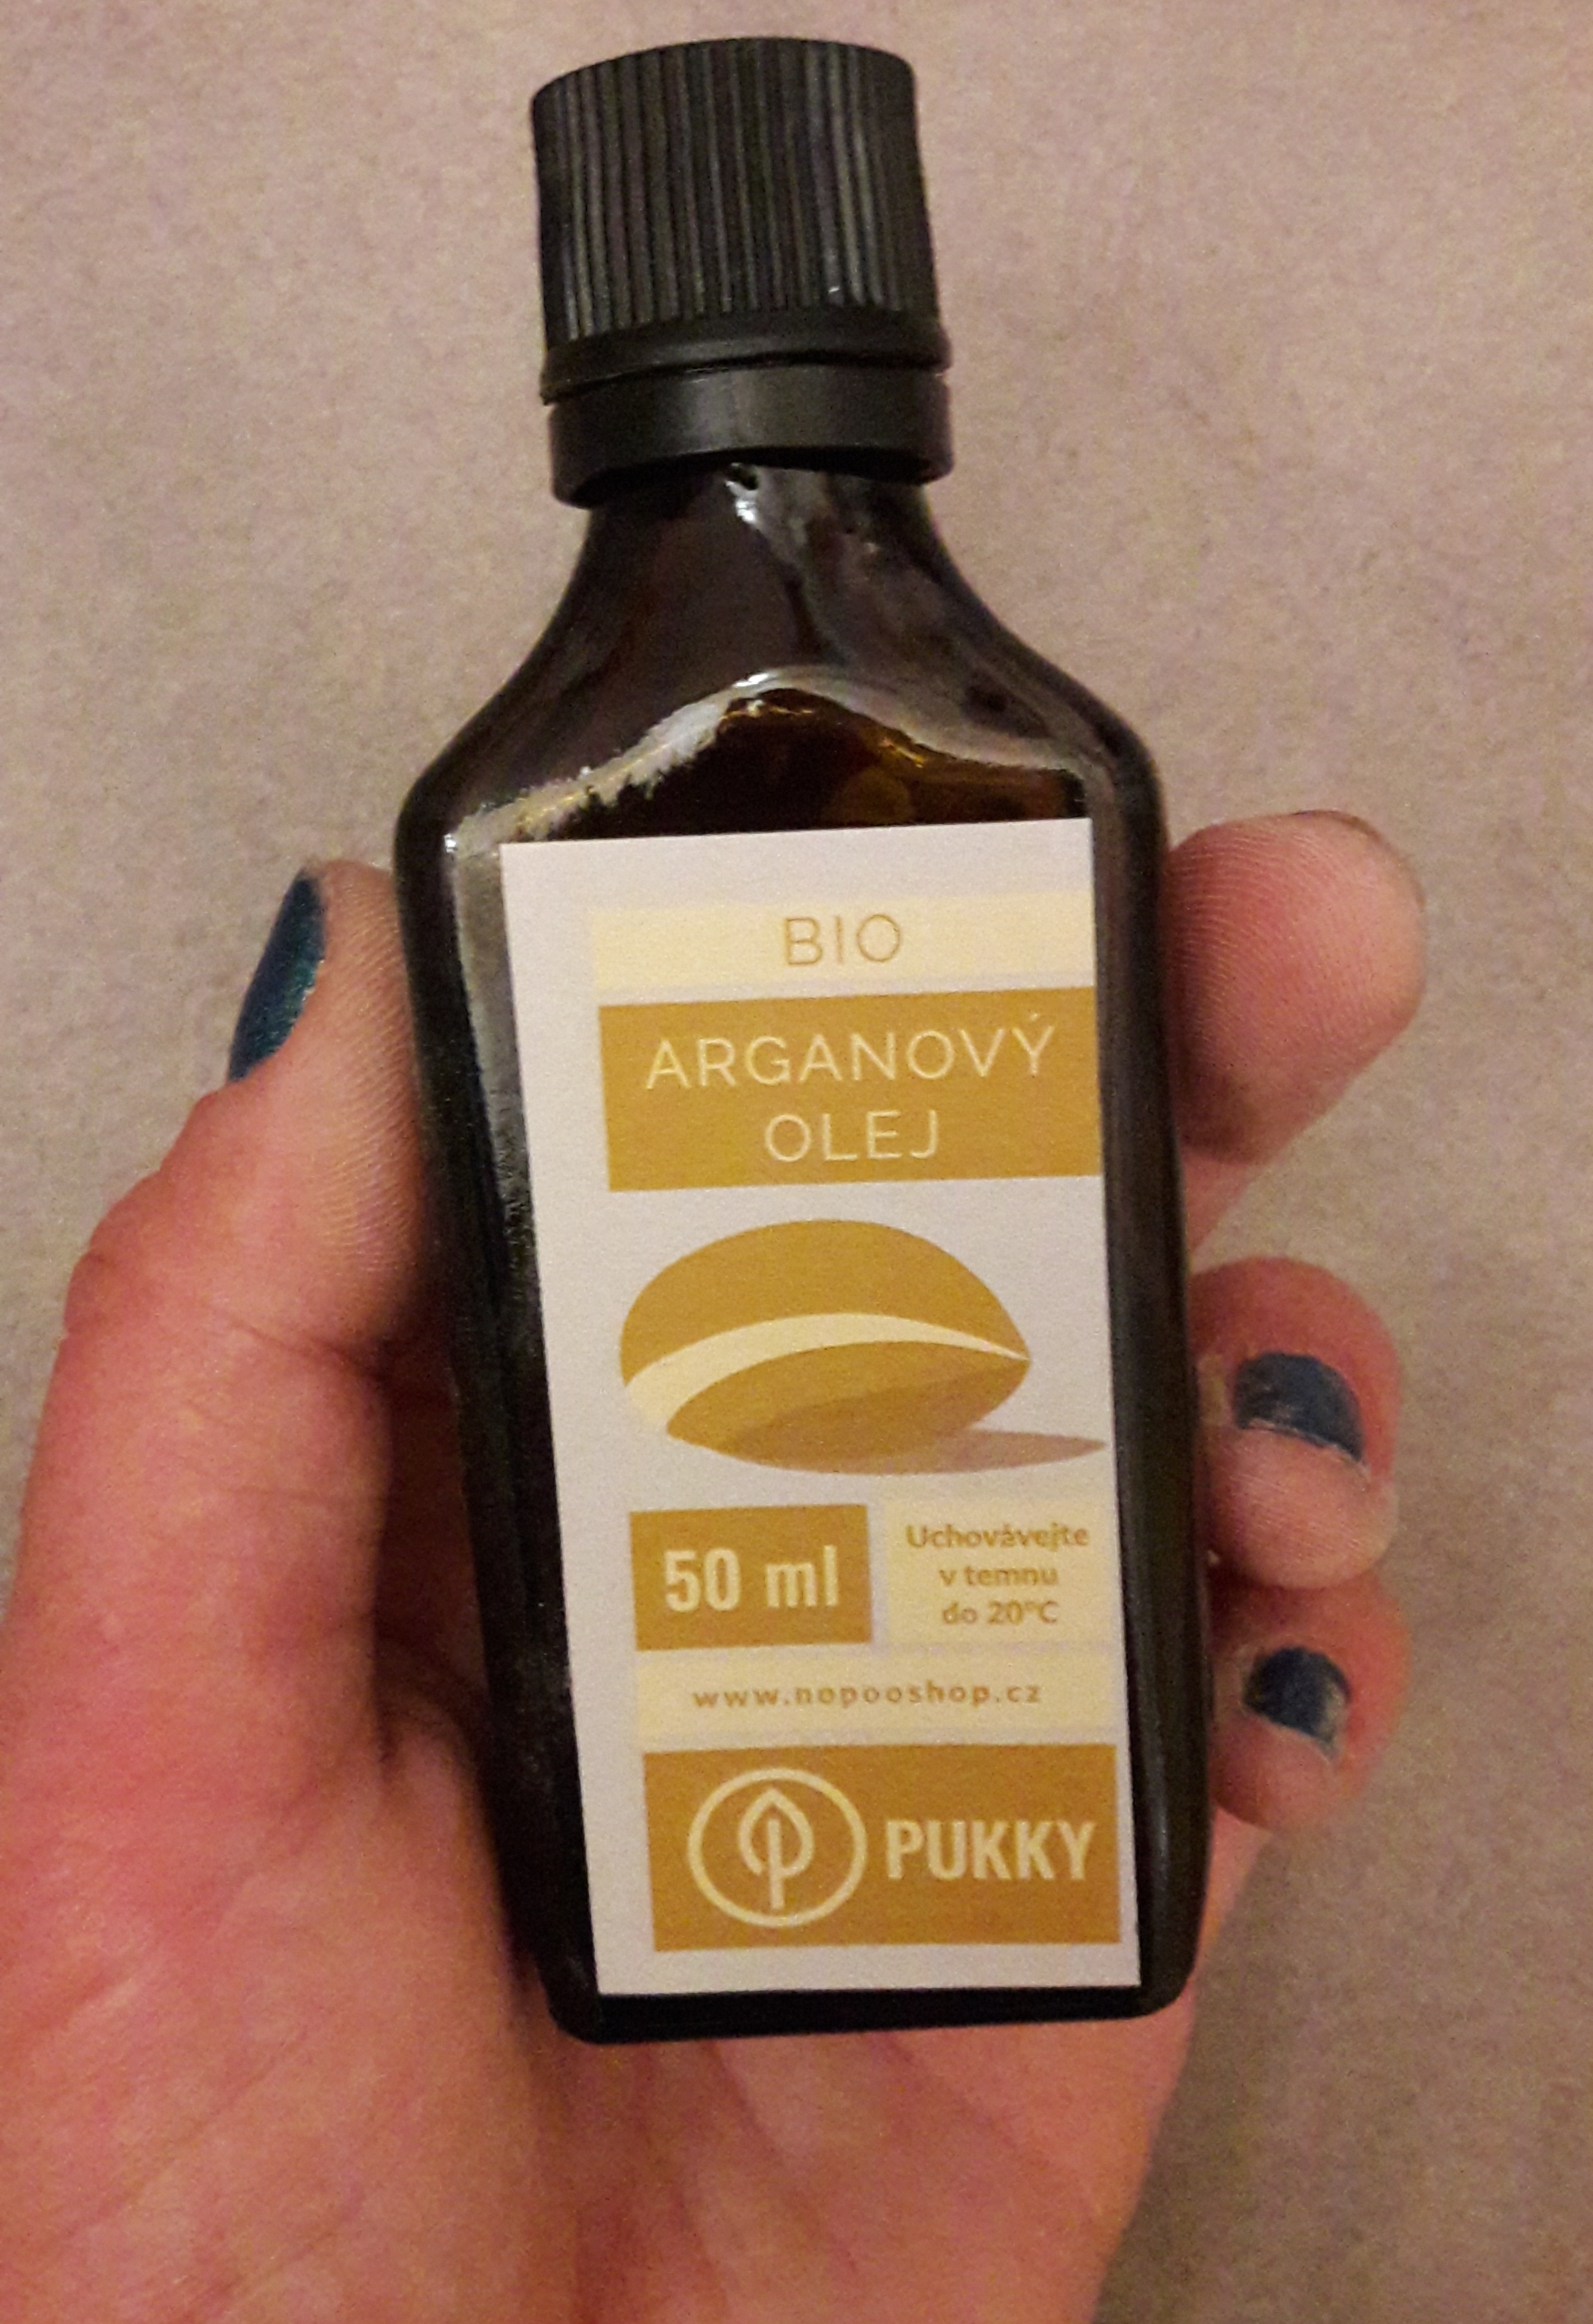 BIO
ARGANOVÝ
OLEJ
50 ml
Uchovávejte
v temnu
do 20°C
www.nopooshop.cz
PUKKY